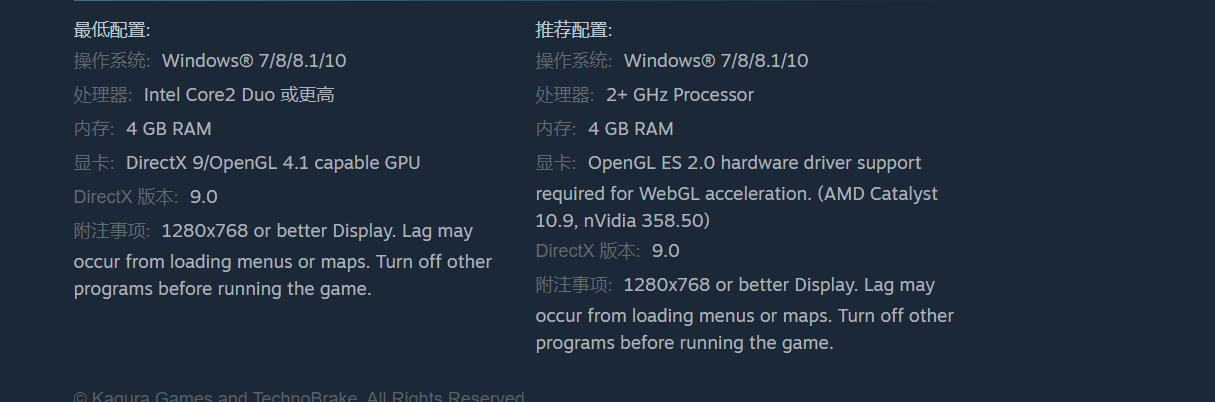 最低配置:
操作系统: Windows® 7/8/8.1/10
处理器: Intel Core2 Duo 或更高
内存: 4 GB RAM
显卡: DirectX 9/OpenGL 4.1 capable GPU
DirectX 版本: 9.0
附注事项: 1280x768 or better Display. Lag may
occur from loading menus or maps. Turn off other
programs before running the game.
推荐配置:
操作系统: Windows® 7/8/8.1/10
处理器: 2+ GHz Processor
内存: 4 GB RAM
显卡: OpenGL ES 2.0 hardware driver support
required for WebGL acceleration. (AMD Catalyst
10.9, nVidia 358.50)
DirectX 版本: 9.0
附注事项: 1280x768 or better Display. Lag may
occur from loading menus or maps. Turn off other
programs before running the game.
© Kagura Games and TechnoBrake. All Rights Reserved.